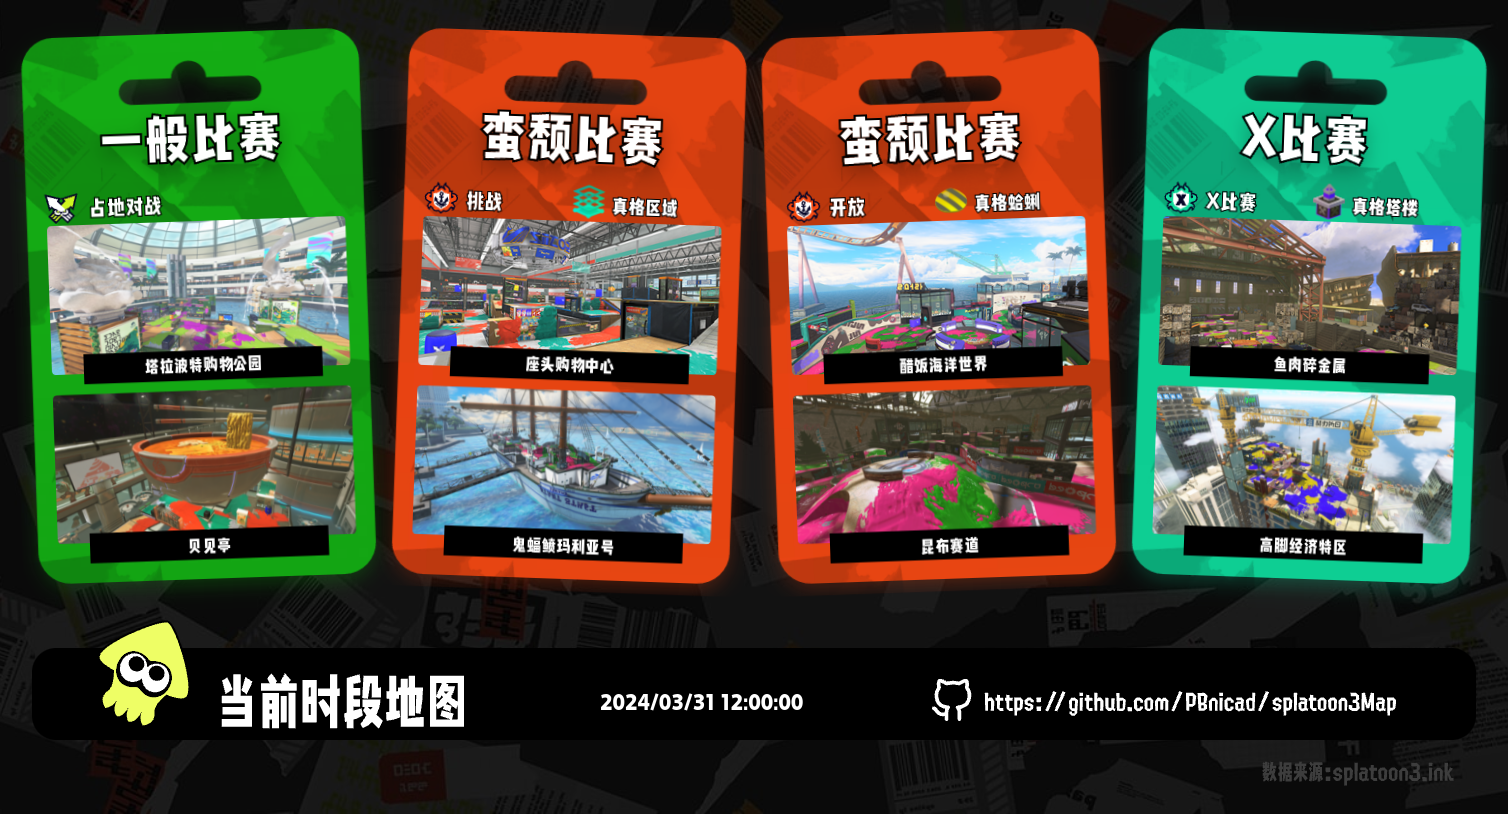 一般比赛
占地对战
塔拉波特购物公园
贝见亭
蛮颓比赛
挑战
真格区域
座头购物中心
鬼蝠鲼玛利亚号
蛮颓比赛
开放
真格蛤蜊
醋饭海洋世界
昆布赛道
X比赛
X比赛
真格塔楼
鱼肉碎金属
高脚经济特区
当前时段地图
2024/03/31 12:00:00
https://github.com/PBnicad/splatoon3Map
数据来源:splatoon3.ink